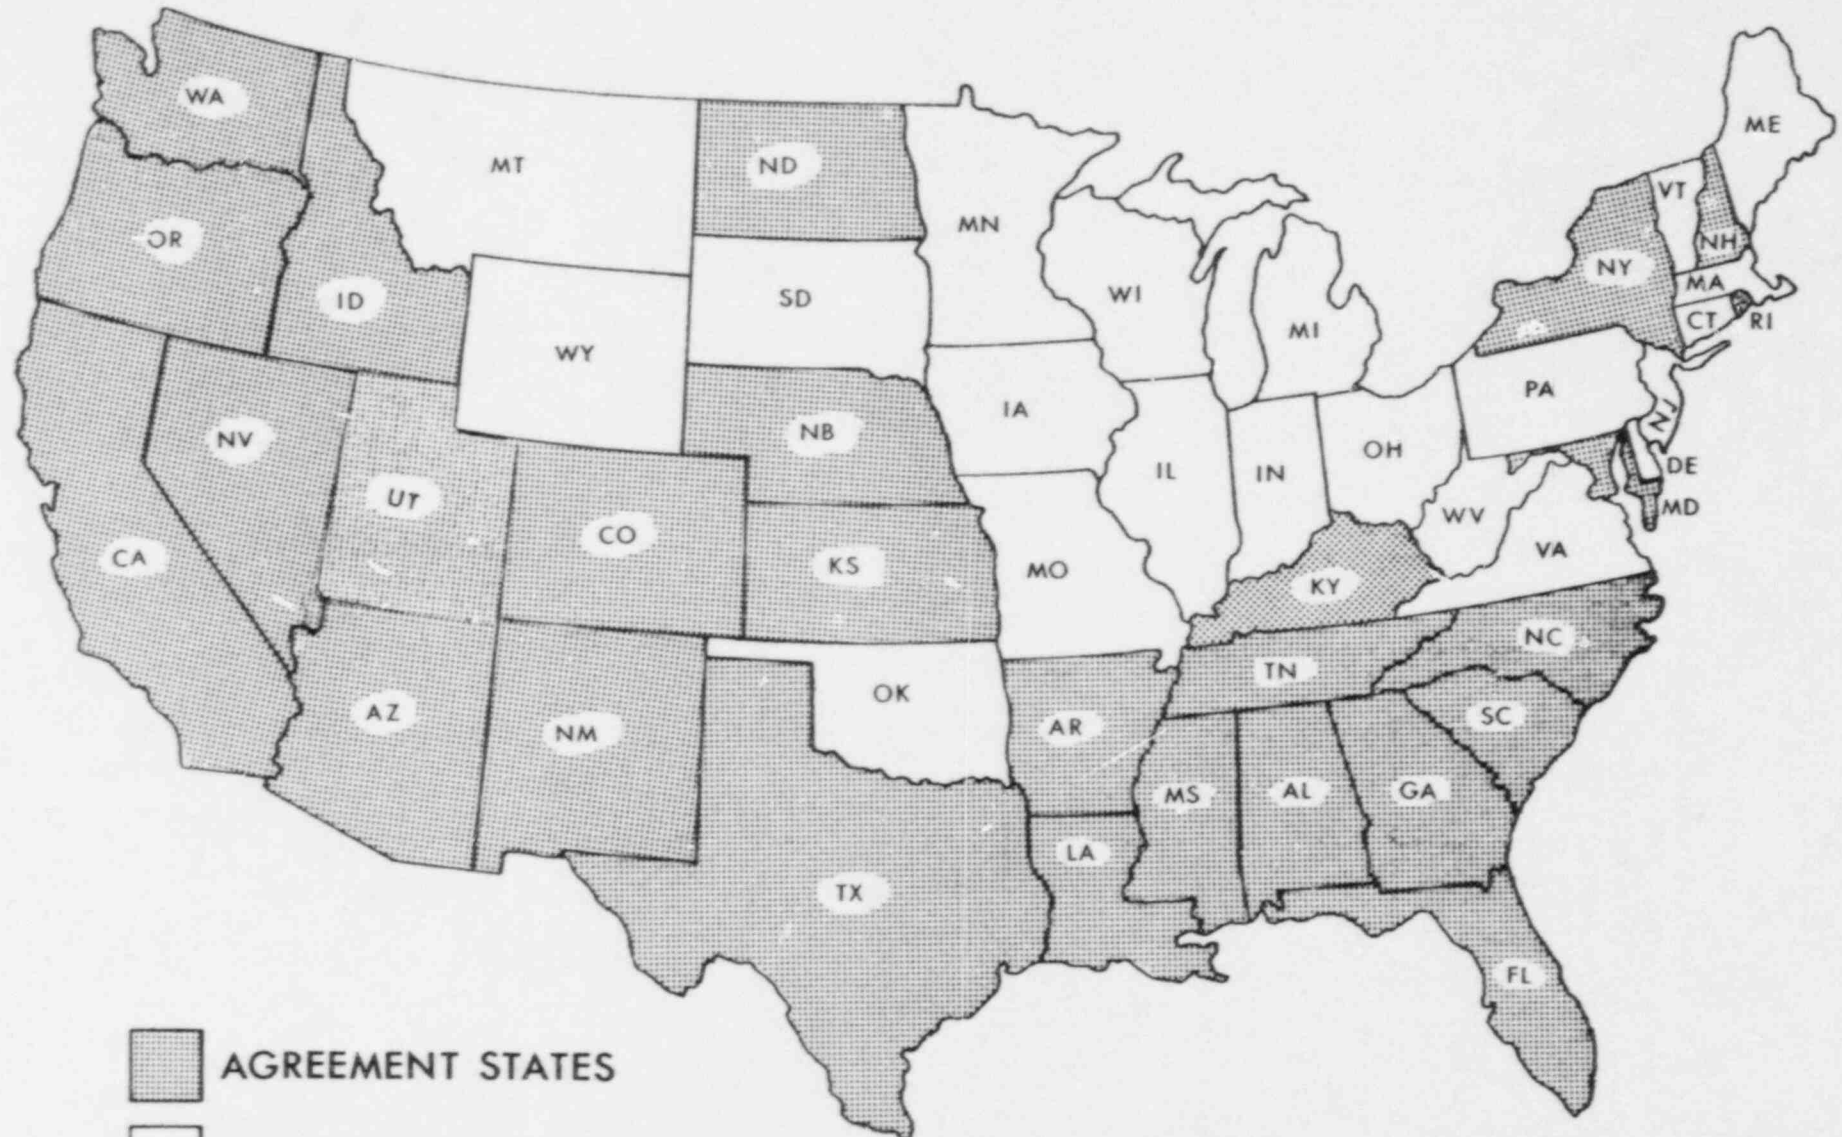 WA
MT
ND
MN
ME
VT
NH
OR
ID
SD
WI
MI
NY
MA
CT
RI
WY
NV
NB
IA
PA
NJ
UT
CO
KS
IL
IN
OH
DE
MD
WV
VA
CA
MO
KY
NC
TN
AZ
NM
OK
AR
SC
MS
AL
GA
LA
TX
FL
AGREEMENT STATES